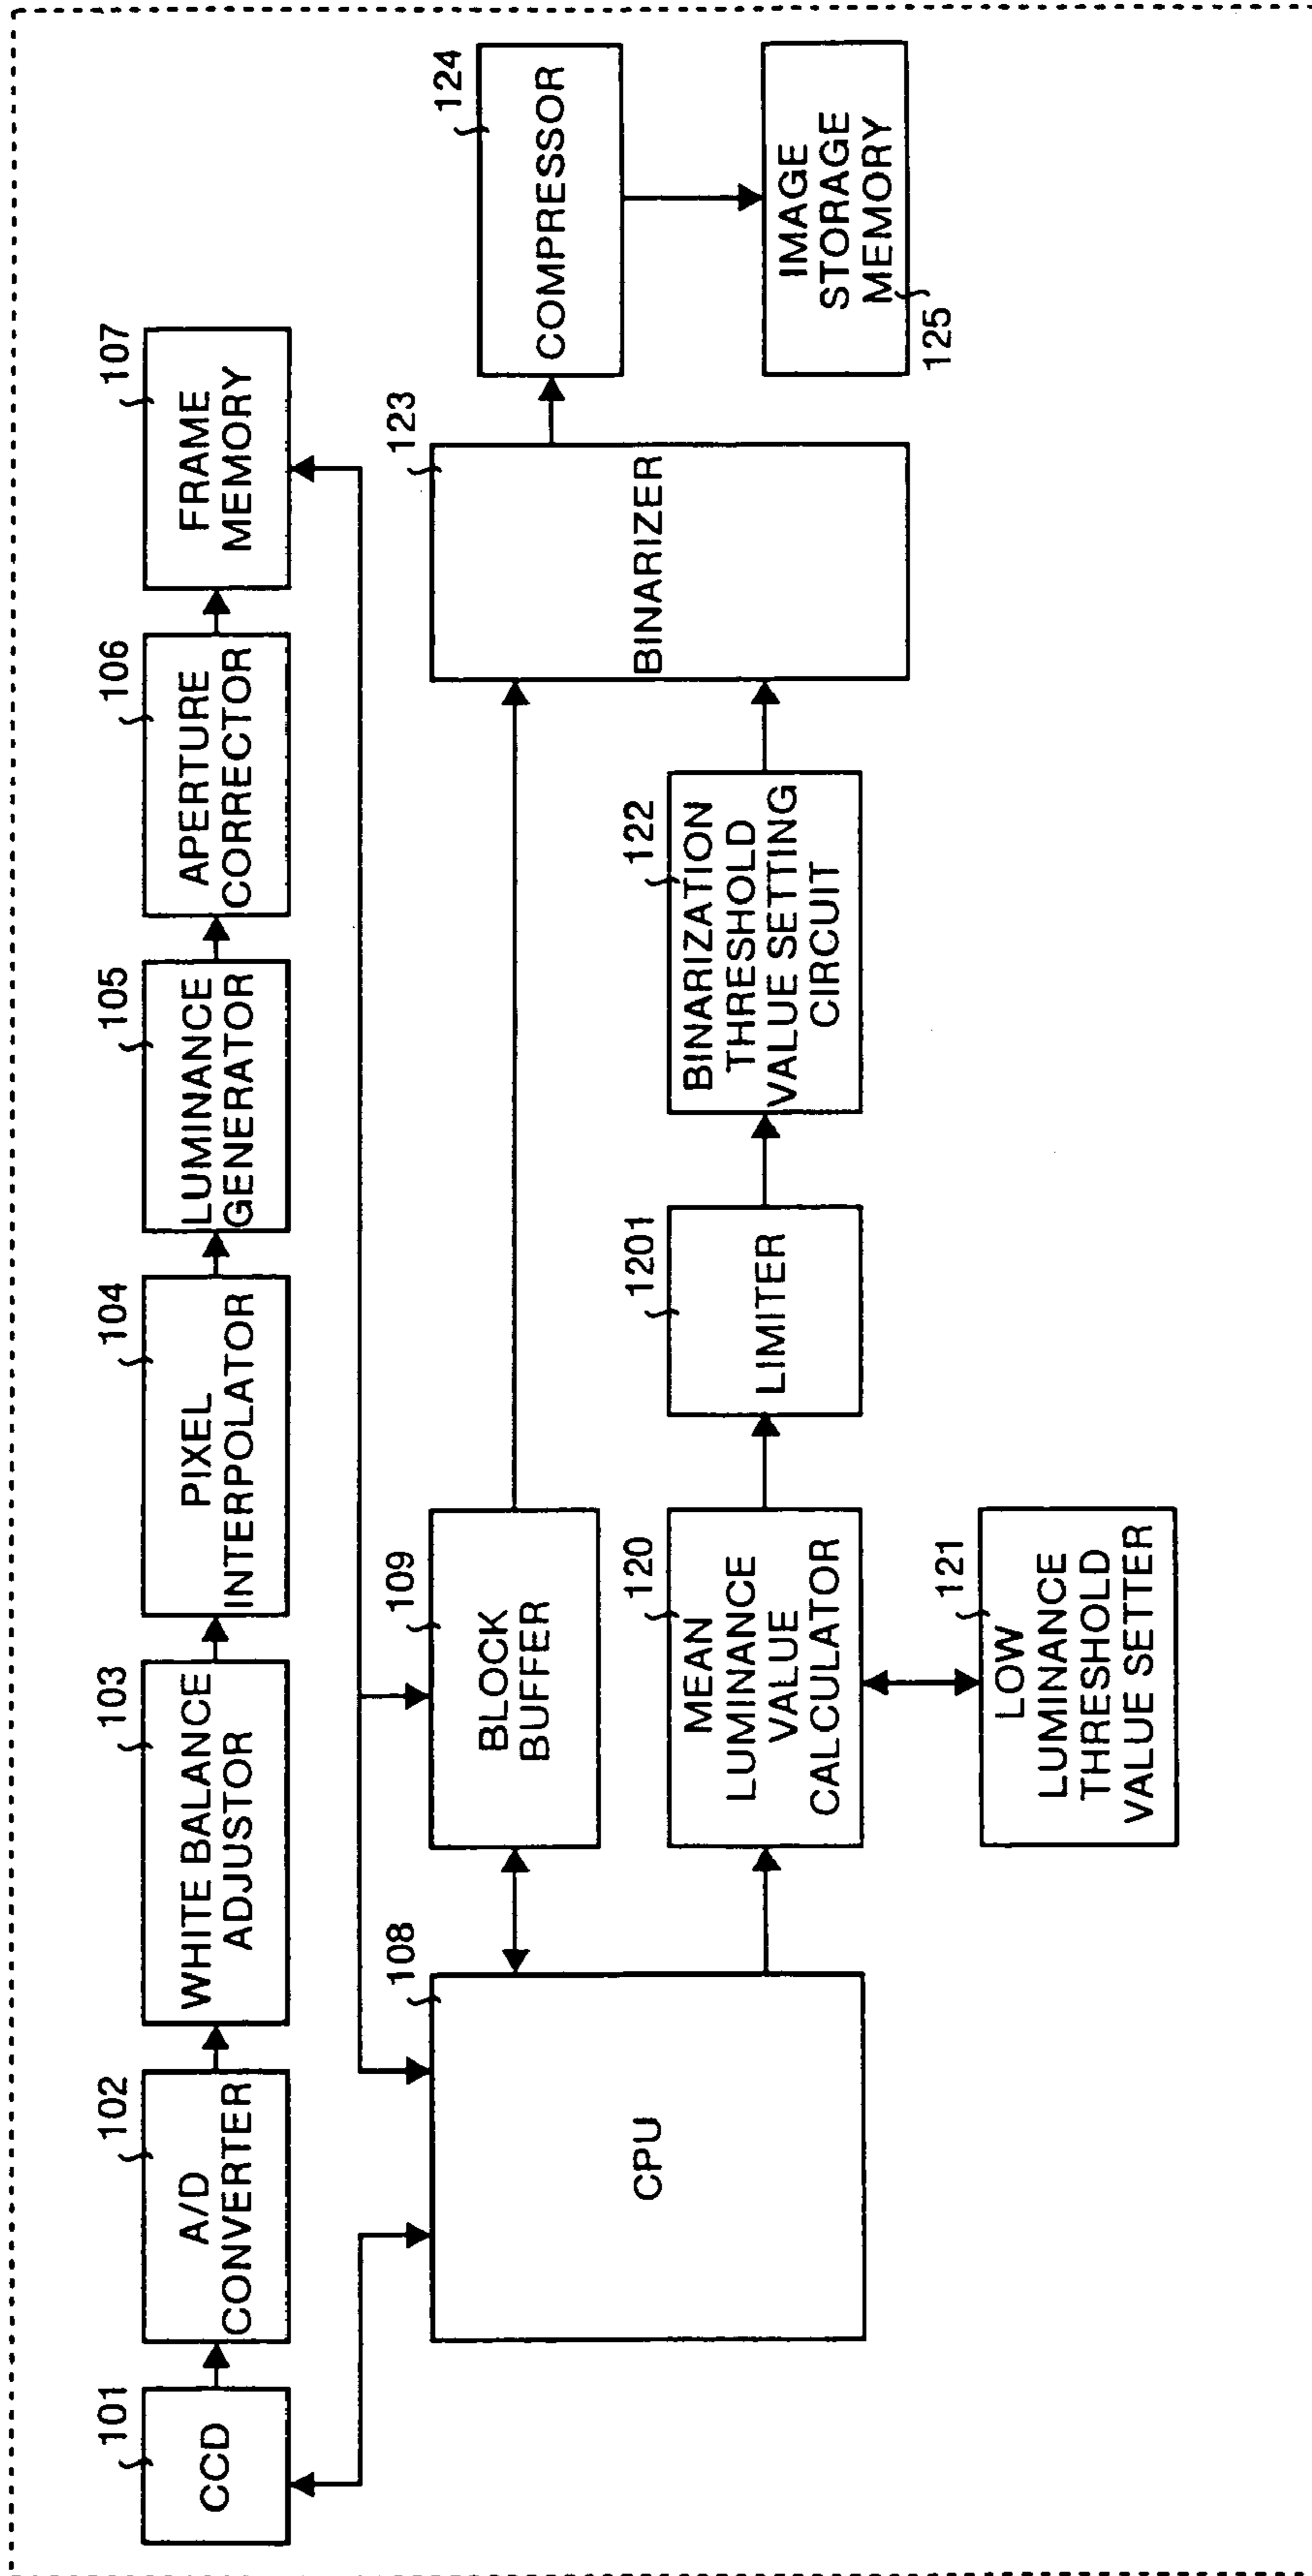 101
CCD
102
A/D
CONVERTER
103
WHITE BALANCE
ADJUSTOR
104
PIXEL
INTERPOLATOR
105
LUMINANCE
GENERATOR
106
APERTURE
CORRECTOR
107
FRAME
MEMORY
108
CPU
109
BLOCK
BUFFER
120
MEAN
LUMINANCE
VALUE
CALCULATOR
121
LOW
LUMINANCE
THRESHOLD
VALUE SETTER
1201
LIMITER
122
BINARIZATION
THRESHOLD
VALUE SETTING
CIRCUIT
123
BINARIZER
124
COMPRESSOR
IMAGE
STORAGE
MEMORY
125